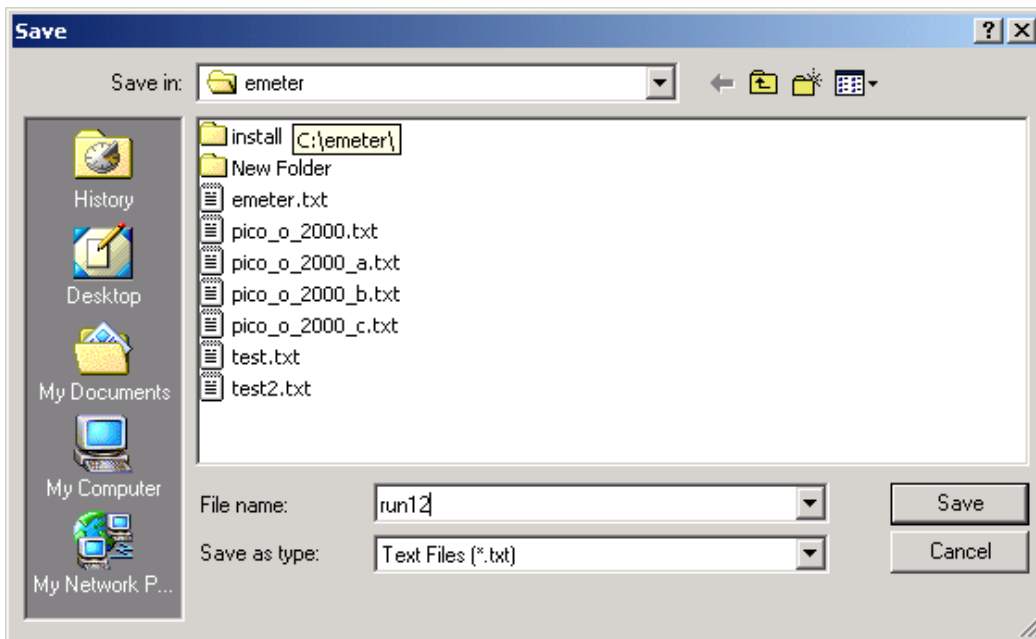 Save
Save in: emeter
install C:\emeter\
New Folder
emeter.txt
pico_o_2000.txt
pico_o_2000_a.txt
pico_o_2000_b.txt
pico_o_2000_c.txt
test.txt
test2.txt
History
Desktop
My Documents
My Computer
My Network P...
File name: run12 Save
Save as type: Text Files (*.txt) Cancel